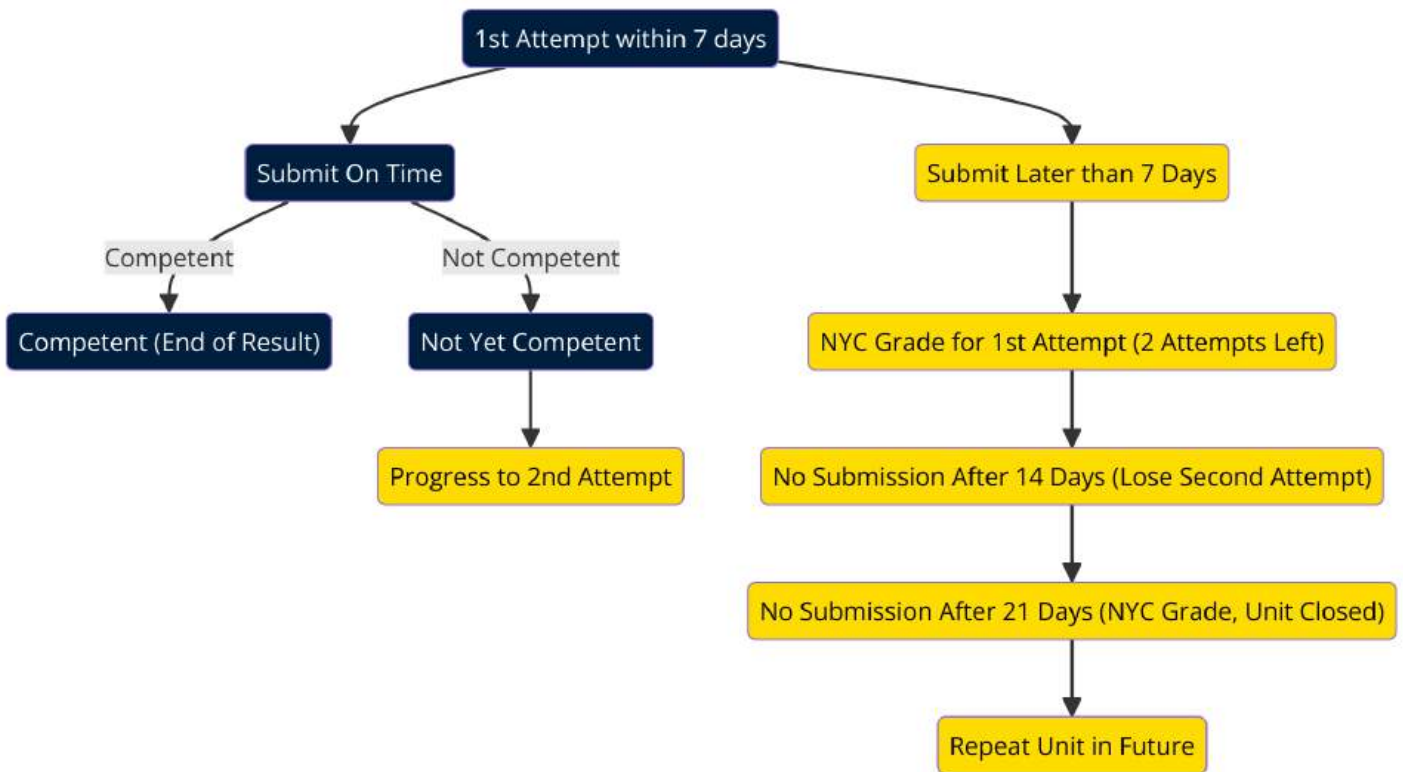 1st Attempt within 7 days
Submit On Time
Submit Later than 7 Days
Competent
Not Competent
Competent (End of Result)
Not Yet Competent
NYC Grade for 1st Attempt (2 Attempts Left)
Progress to 2nd Attempt
No Submission After 14 Days (Lose Second Attempt)
No Submission After 21 Days (NYC Grade, Unit Closed)
Repeat Unit in Future